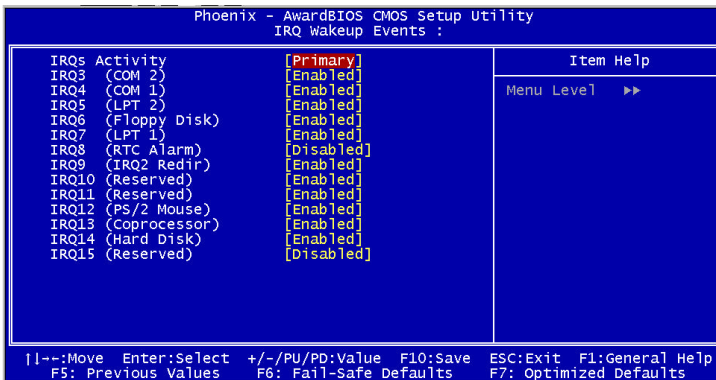 Phoenix - AwardBIOS CMOS Setup Utility
IRQ Wakeup Events :
IRQs Activity [Primary]
IRQ3 (COM 2) [Enabled]
IRQ4 (COM 1) [Enabled]
IRQ5 (LPT 2) [Enabled]
IRQ6 (Floppy Disk) [Enabled]
IRQ7 (LPT 1) [Enabled]
IRQ8 (RTC Alarm) [Disabled]
IRQ9 (IRQ2 Redir) [Enabled]
IRQ10 (Reserved) [Enabled]
IRQ11 (Reserved) [Enabled]
IRQ12 (PS/2 Mouse) [Enabled]
IRQ13 (Coprocessor) [Enabled]
IRQ14 (Hard Disk) [Enabled]
IRQ15 (Reserved) [Disabled]
Item Help
Menu Level ▸▸
↑↓→←:Move Enter:Select +/-/PU/PD:Value F10:Save ESC:Exit F1:General Help
F5: Previous Values F6: Fail-Safe Defaults F7: Optimized Defaults